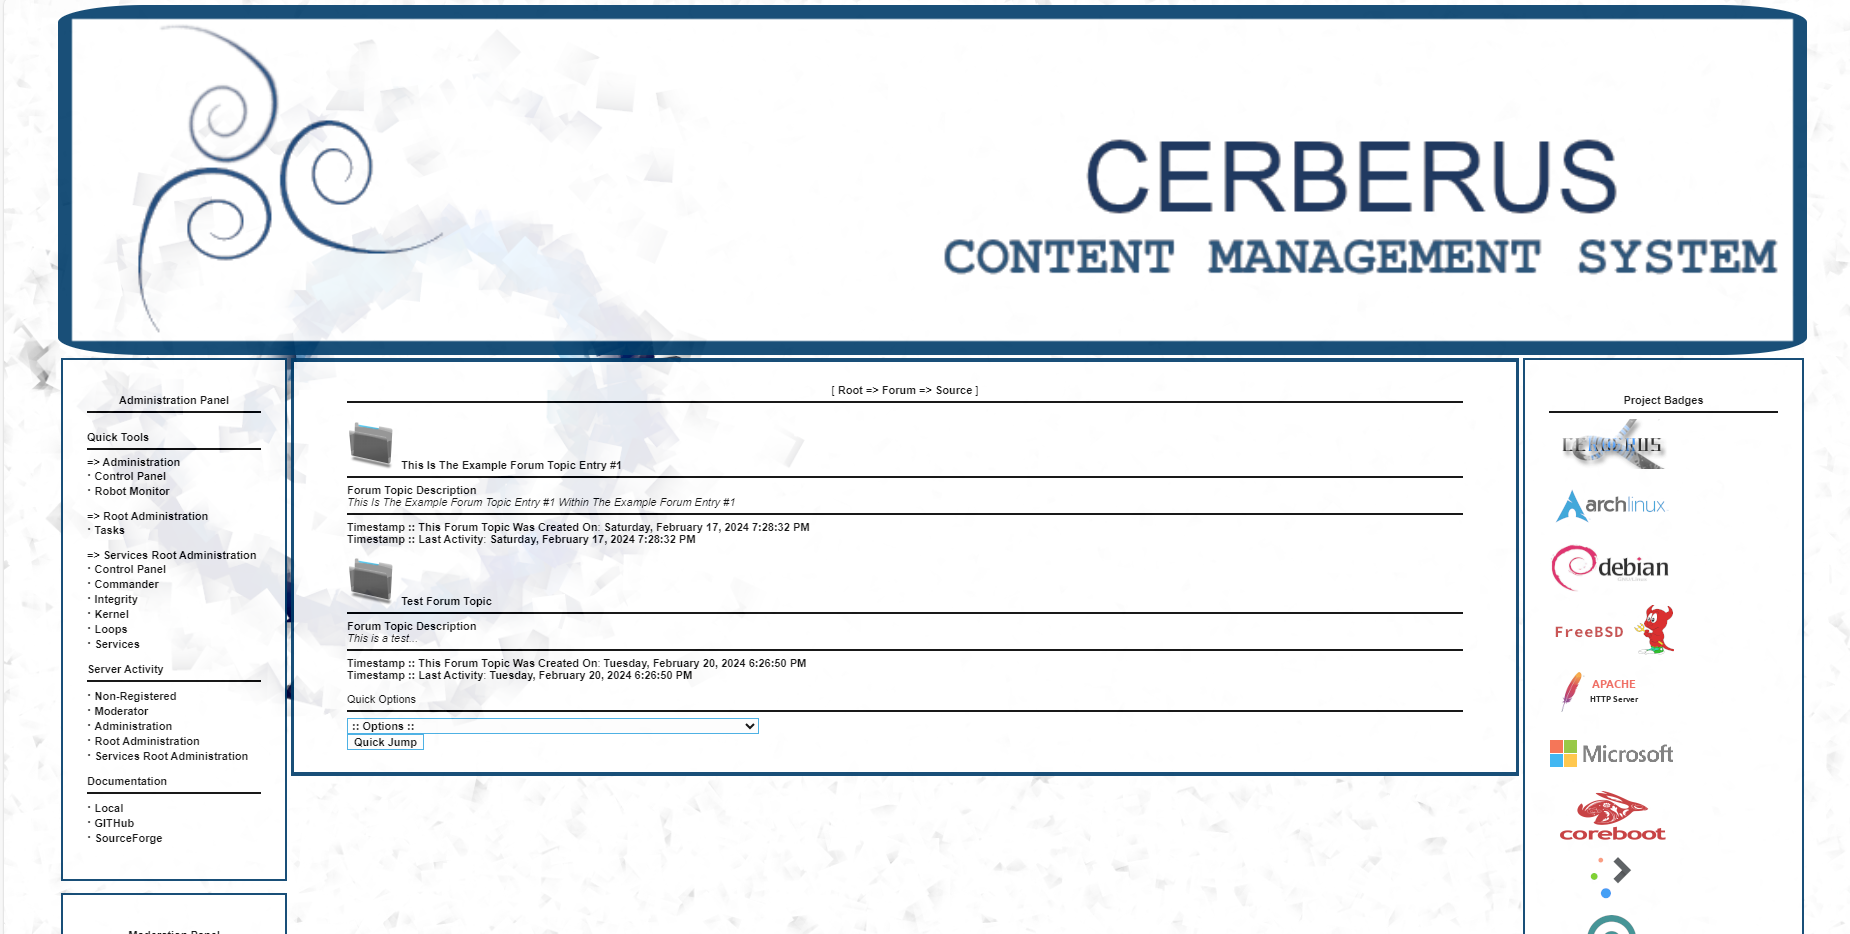 CERBERUS
CONTENT MANAGEMENT SYSTEM
Administration Panel
Quick Tools
=> Administration
· Control Panel
· Robot Monitor
=> Root Administration
· Tasks
=> Services Root Administration
· Control Panel
· Commander
· Integrity
· Kernel
· Loops
· Services
Server Activity
· Non-Registered
· Moderator
· Administration
· Root Administration
· Services Root Administration
Documentation
· Local
· GITHub
· SourceForge
Moderation Panel
[ Root => Forum => Source ]
This Is The Example Forum Topic Entry #1
Forum Topic Description
This Is The Example Forum Topic Entry #1 Within The Example Forum Entry #1
Timestamp :: This Forum Topic Was Created On: Saturday, February 17, 2024 7:28:32 PM
Timestamp :: Last Activity: Saturday, February 17, 2024 7:28:32 PM
Test Forum Topic
Forum Topic Description
This is a test...
Timestamp :: This Forum Topic Was Created On: Tuesday, February 20, 2024 6:26:50 PM
Timestamp :: Last Activity: Tuesday, February 20, 2024 6:26:50 PM
Quick Options
:: Options ::
Quick Jump
Project Badges
CERBERUS
archlinux
debian
FreeBSD
APACHE
HTTP Server
Microsoft
coreboot